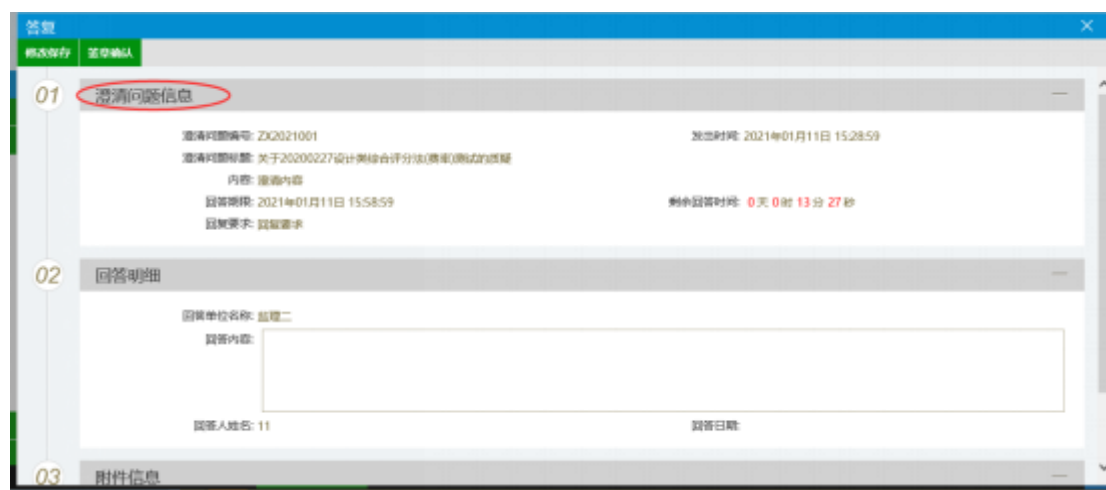 答复
修改保存 签章确认
01 澄清问题信息
澄清问题编号: ZX2021001 发出时间: 2021年01月11日 15:28:59
澄清问题标题: 关于20200227设计类综合评分法(费率)测试的质疑
内容: 澄清内容
回答期限: 2021年01月11日 15:58:59 剩余回答时间: 0 天 0 时 13 分 27 秒
回复要求: 回复要求
02 回答明细
回答单位名称: 监理二
回答内容:
回答人姓名: 11 回答日期:
03 附件信息